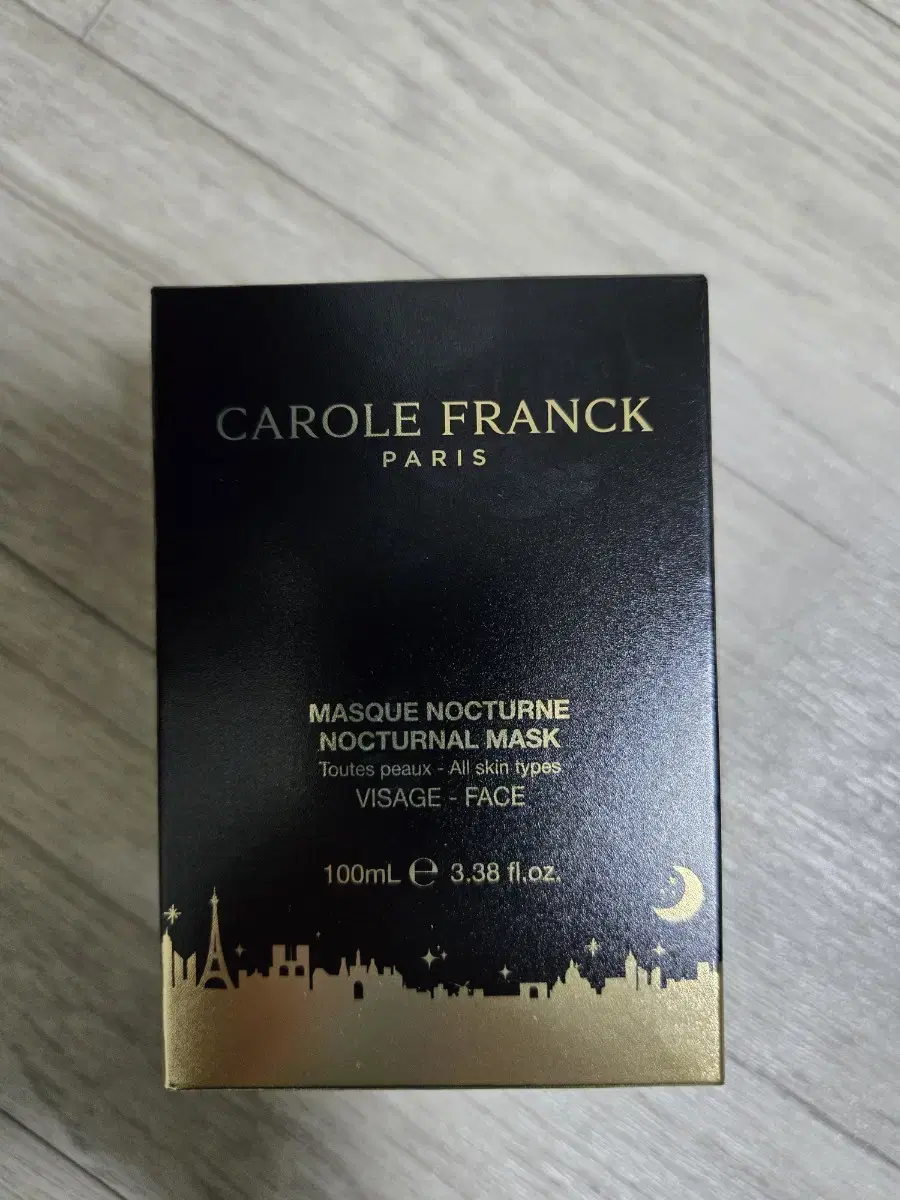 CAROLE FRANCK
PARIS
MASQUE NOCTURNE
NOCTURNAL MASK
Toutes peaux - All skin types
VISAGE - FACE
100mL ℮ 3.38 fl.oz.